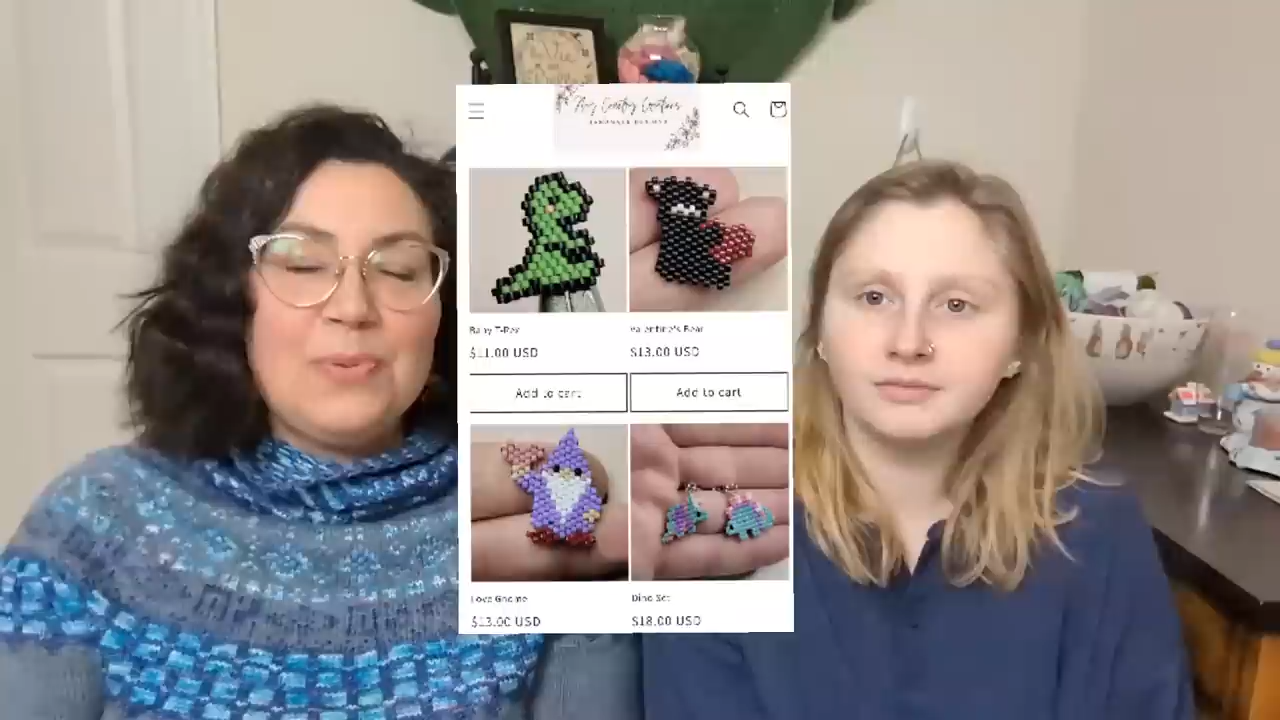 Baby T-Rex
Valentine's Bear
$11.00 USD
$13.00 USD
Add to cart
Add to cart
Love Gnome
Dino Set
$13.00 USD
$18.00 USD